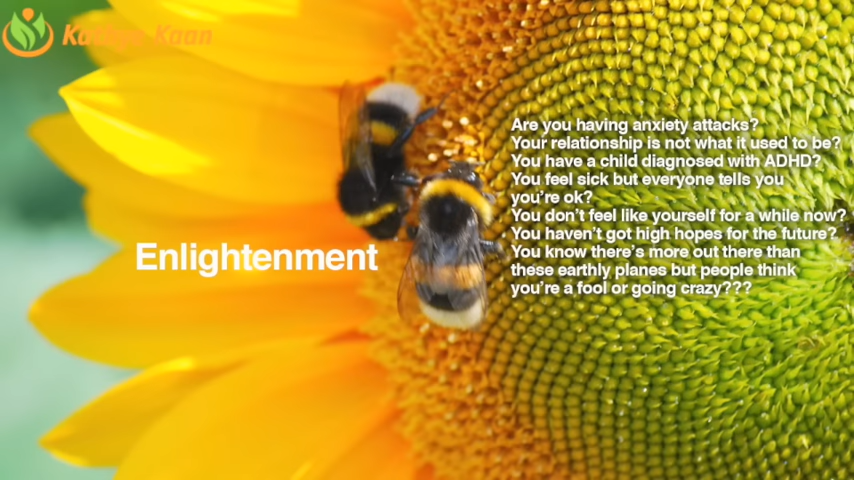 Kathye Kaan
Enlightenment
Are you having anxiety attacks?
Your relationship is not what it used to be?
You have a child diagnosed with ADHD?
You feel sick but everyone tells you
you're ok?
You don't feel like yourself for a while now?
You haven't got high hopes for the future?
You know there's more out there than
these earthly planes but people think
you're a fool or going crazy???